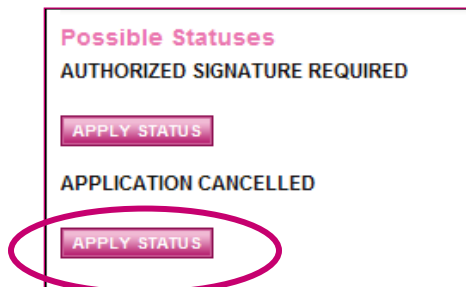 Possible Statuses
AUTHORIZED SIGNATURE REQUIRED
APPLY STATUS
APPLICATION CANCELLED
APPLY STATUS